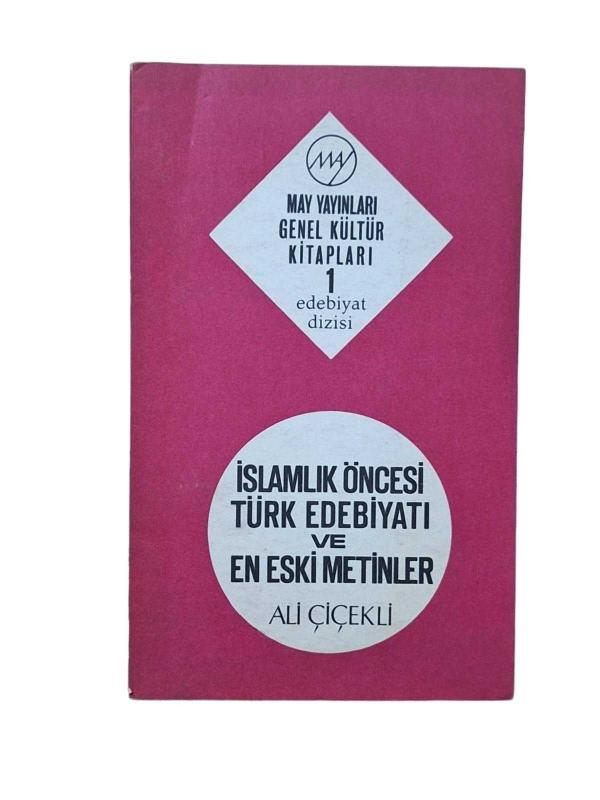 MAY
MAY YAYINLARI
GENEL KÜLTÜR
KİTAPLARI
1
edebiyat
dizisi
İSLAMLIK ÖNCESİ
TÜRK EDEBİYATI
VE
EN ESKİ METİNLER
ALİ ÇİÇEKLİ